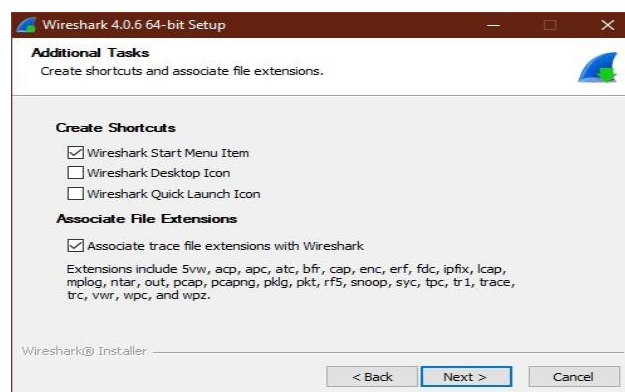 Wireshark 4.0.6 64-bit Setup
Additional Tasks
Create shortcuts and associate file extensions.
Create Shortcuts
Wireshark Start Menu Item
Wireshark Desktop Icon
Wireshark Quick Launch Icon
Associate File Extensions
Associate trace file extensions with Wireshark
Extensions include 5vw, acp, apc, atc, bfr, cap, enc, erf, fdc, ipfix, lcap,
mplog, ntar, out, pcap, pcapng, pklg, pkt, rf5, snoop, syc, tpc, tr1, trace,
trc, vwr, wpc, and wpz.
Wireshark® Installer
< Back Next > Cancel